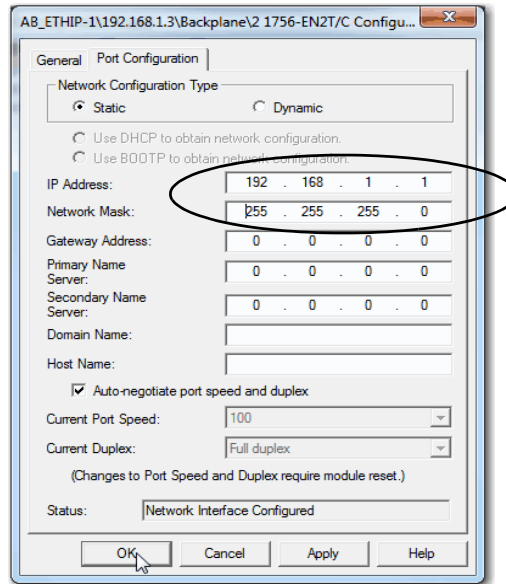 AB_ETHIP-1\192.168.1.3\Backplane\2 1756-EN2T/C Configu...
General Port Configuration
Network Configuration Type
Static Dynamic
Use DHCP to obtain network configuration.
Use BOOTP to obtain network configuration.
IP Address: 192 . 168 . 1 . 1
Network Mask: 255 . 255 . 255 . 0
Gateway Address: 0 . 0 . 0 . 0
Primary Name
Server: 0 . 0 . 0 . 0
Secondary Name
Server: 0 . 0 . 0 . 0
Domain Name:
Host Name:
Auto-negotiate port speed and duplex
Current Port Speed: 100
Current Duplex: Full duplex
(Changes to Port Speed and Duplex require module reset.)
Status: Network Interface Configured
OK Cancel Apply Help